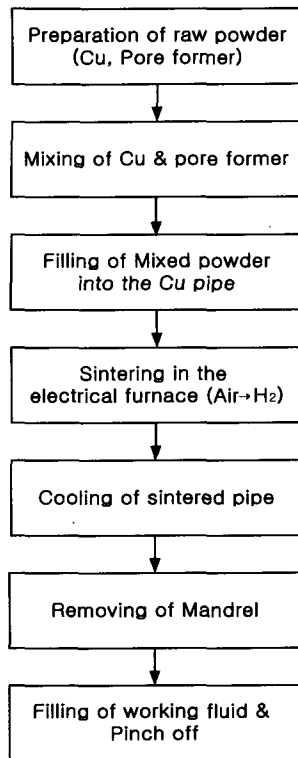 Preparation of raw powder
(Cu, Pore former)
Mixing of Cu & pore former
Filling of Mixed powder
into the Cu pipe
Sintering in the
electrical furnace (Air→H₂)
Cooling of sintered pipe
Removing of Mandrel
Filling of working fluid &
Pinch off